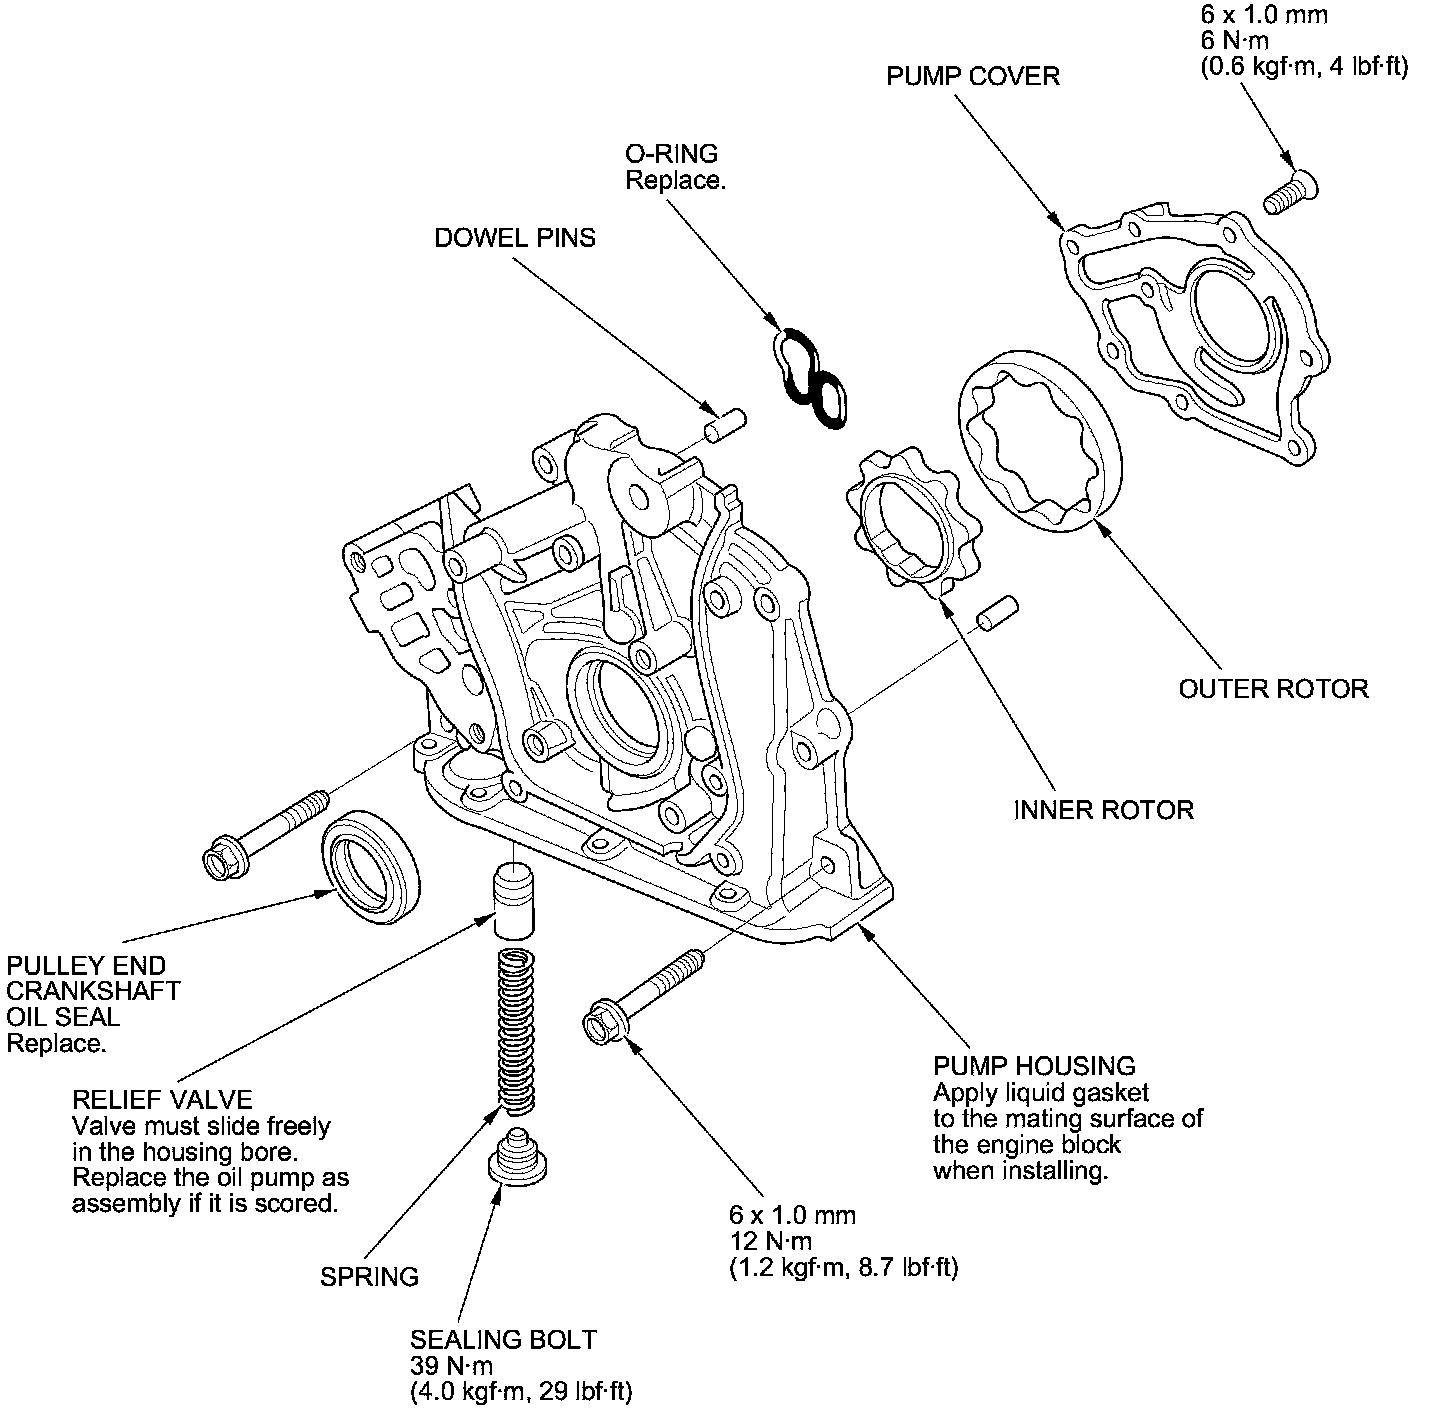 6 x 1.0 mm
6 N·m
(0.6 kgf·m, 4 lbf·ft)
PUMP COVER
O-RING
Replace.
DOWEL PINS
OUTER ROTOR
INNER ROTOR
PULLEY END
CRANKSHAFT
OIL SEAL
Replace.
RELIEF VALVE
Valve must slide freely
in the housing bore.
Replace the oil pump as
assembly if it is scored.
PUMP HOUSING
Apply liquid gasket
to the mating surface of
the engine block
when installing.
6 x 1.0 mm
12 N·m
(1.2 kgf·m, 8.7 lbf·ft)
SPRING
SEALING BOLT
39 N·m
(4.0 kgf·m, 29 lbf·ft)